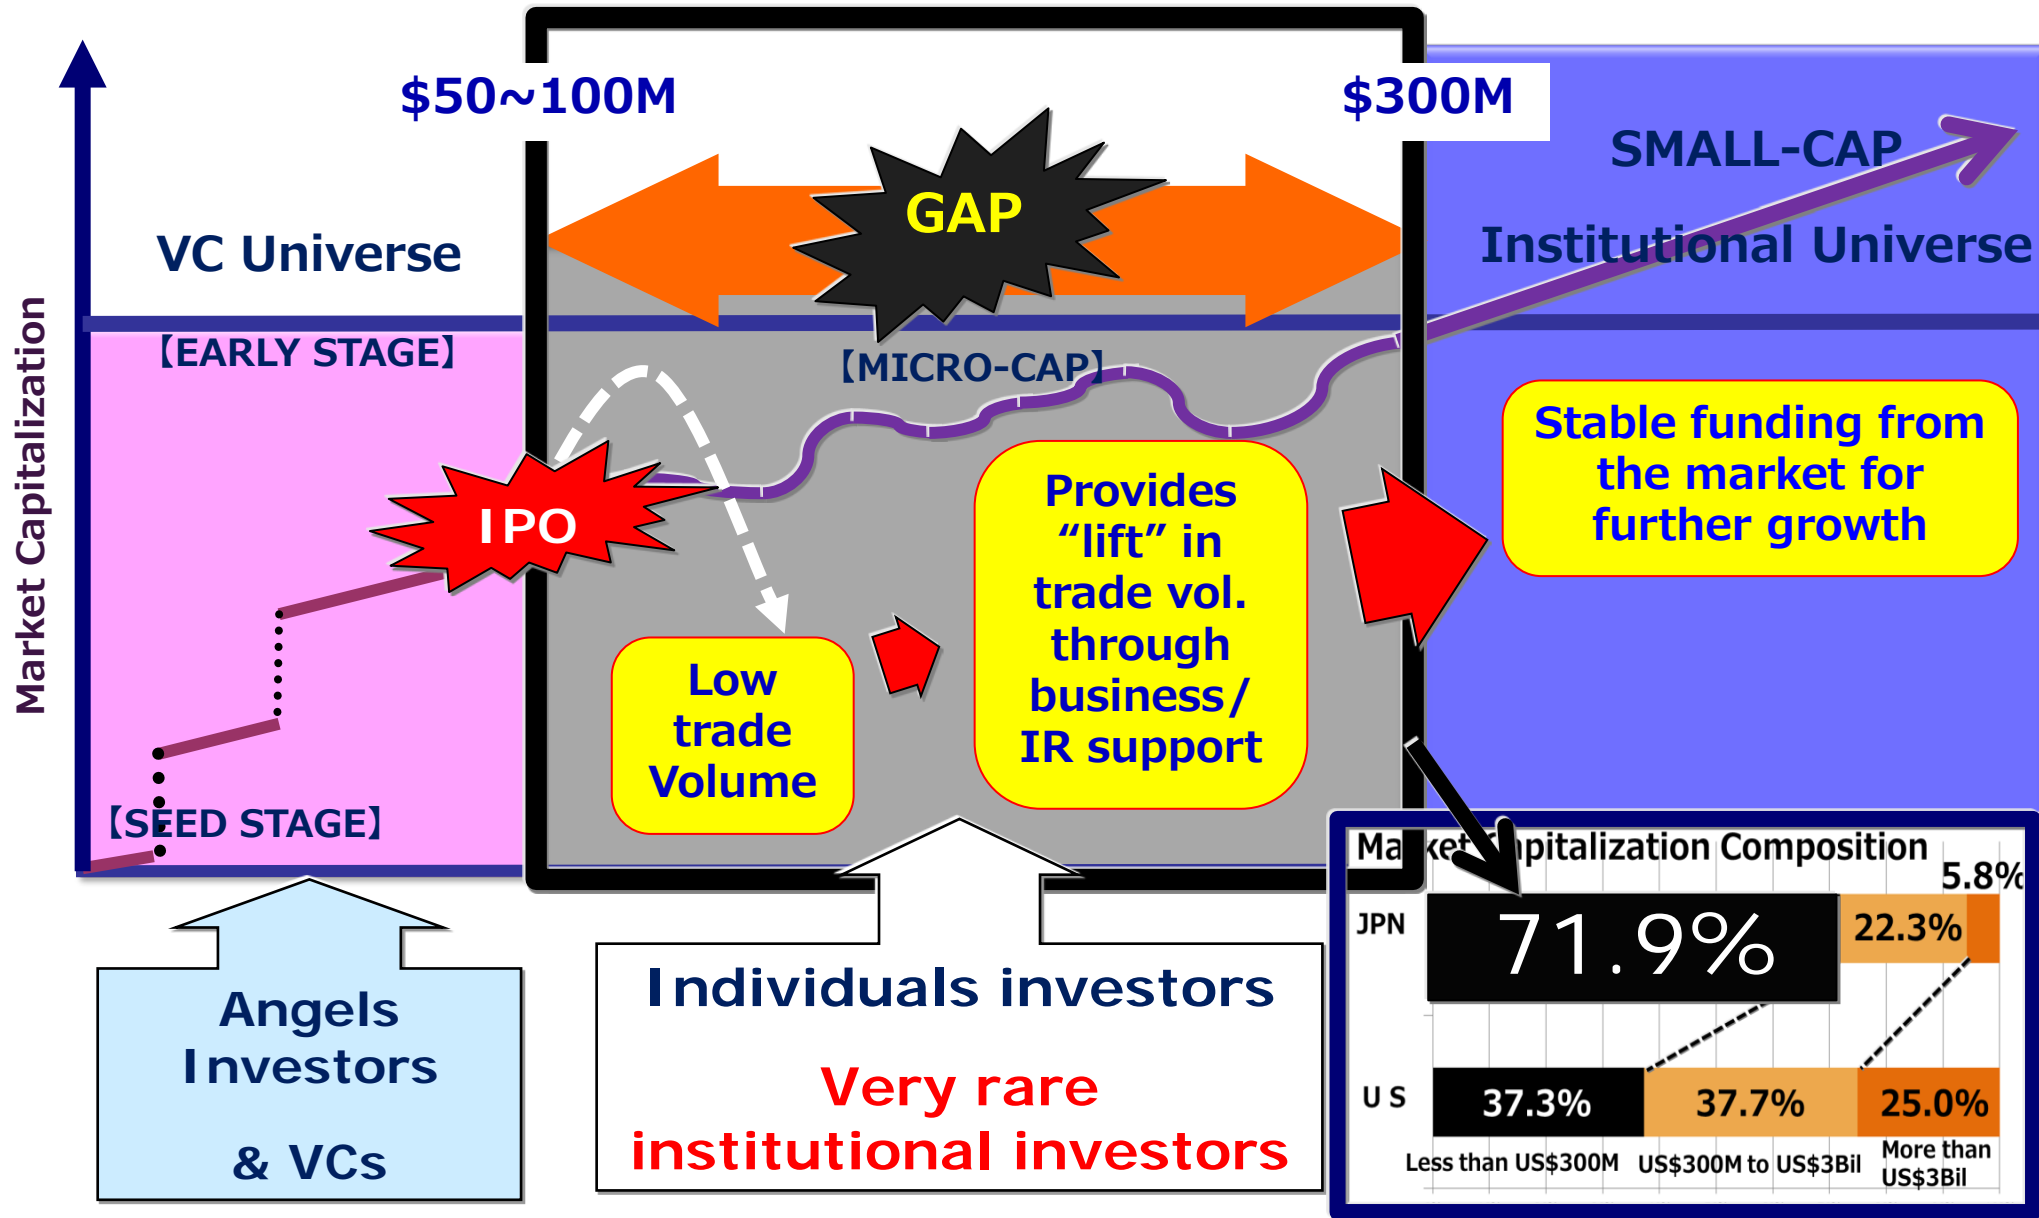 $50~100M
$300M
GAP
SMALL-CAP
VC Universe
Institutional Universe
Market Capitalization
【EARLY STAGE】
【MICRO-CAP】
IPO
Stable funding from
the market for
further growth
Provides
“lift” in
trade vol.
through
business/
IR support
Low
trade
Volume
【SEED STAGE】
Angels
Investors
& VCs
Individuals investors
Very rare
institutional investors
Market Capitalization Composition
5.8%
JPN
71.9%
22.3%
U S
37.3%
37.7%
25.0%
Less than US$300M
US$300M to US$3Bil
More than
US$3Bil